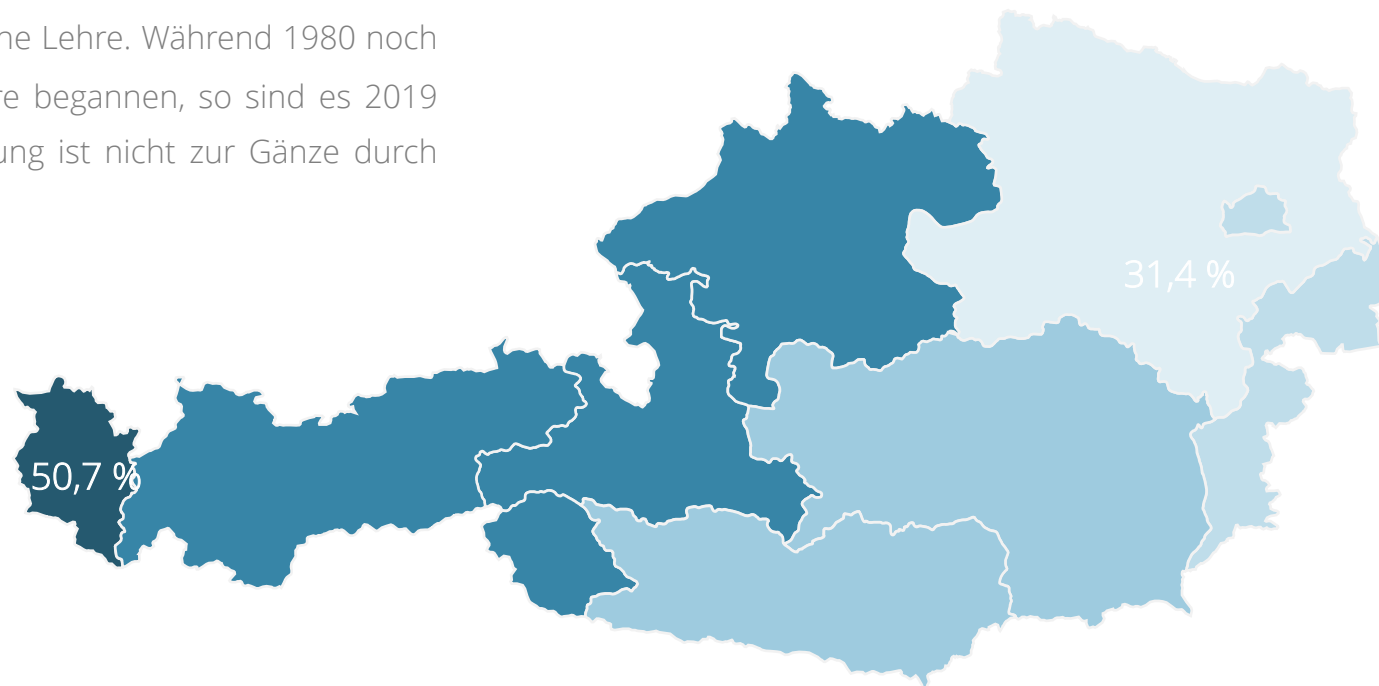 ne Lehre. Während 1980 noch
re begannen, so sind es 2019
ung ist nicht zur Gänze durch
31,4 %
50,7 %